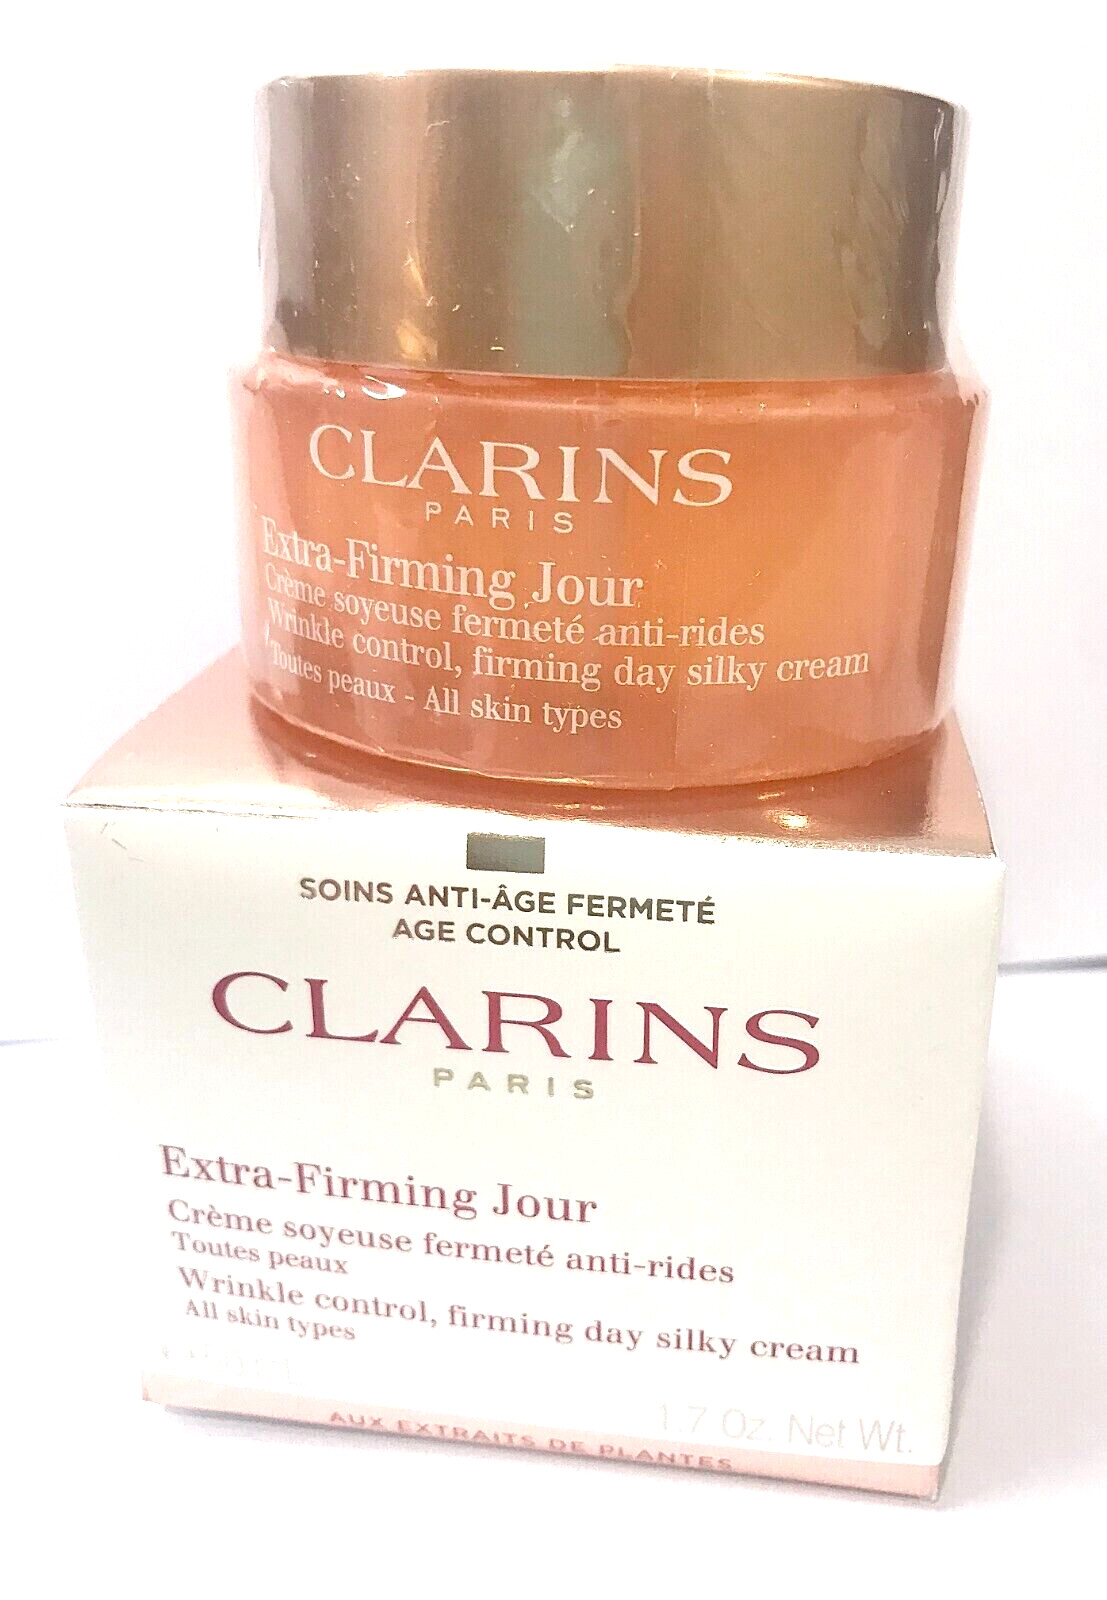 CLARINS
PARIS
Extra-Firming Jour
Crème soyeuse fermeté anti-rides
Wrinkle control, firming day silky cream
Toutes peaux - All skin types
SOINS ANTI-ÂGE FERMETÉ
AGE CONTROL
CLARINS
PARIS
Extra-Firming Jour
Crème soyeuse fermeté anti-rides
Toutes peaux
Wrinkle control, firming day silky cream
All skin types
1.7 Oz. Net Wt.
AUX EXTRAITS DE PLANTES